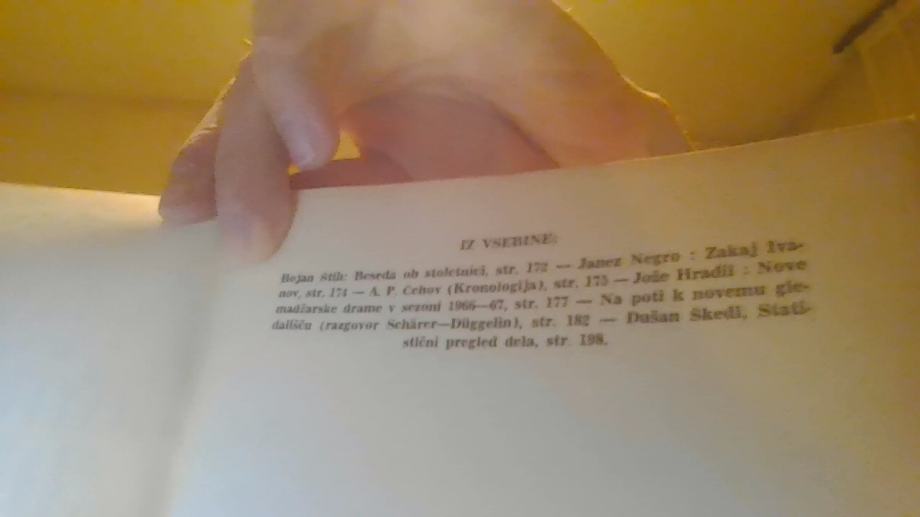 IZ VSEBINE:
Bojan Štih: Beseda ob stoletnici, str. 172 — Janez Negro : Zakaj Iva-
nov, str. 174 — A. P. Čehov (Kronologija), str. 175 — Jože Hradil : Nove
madžarske drame v sezoni 1966—67, str. 177 — Na poti k novemu gle-
dališču (razgovor Schärer—Düggelin), str. 182 — Dušan Škedl, Stati-
stični pregled dela, str. 198.